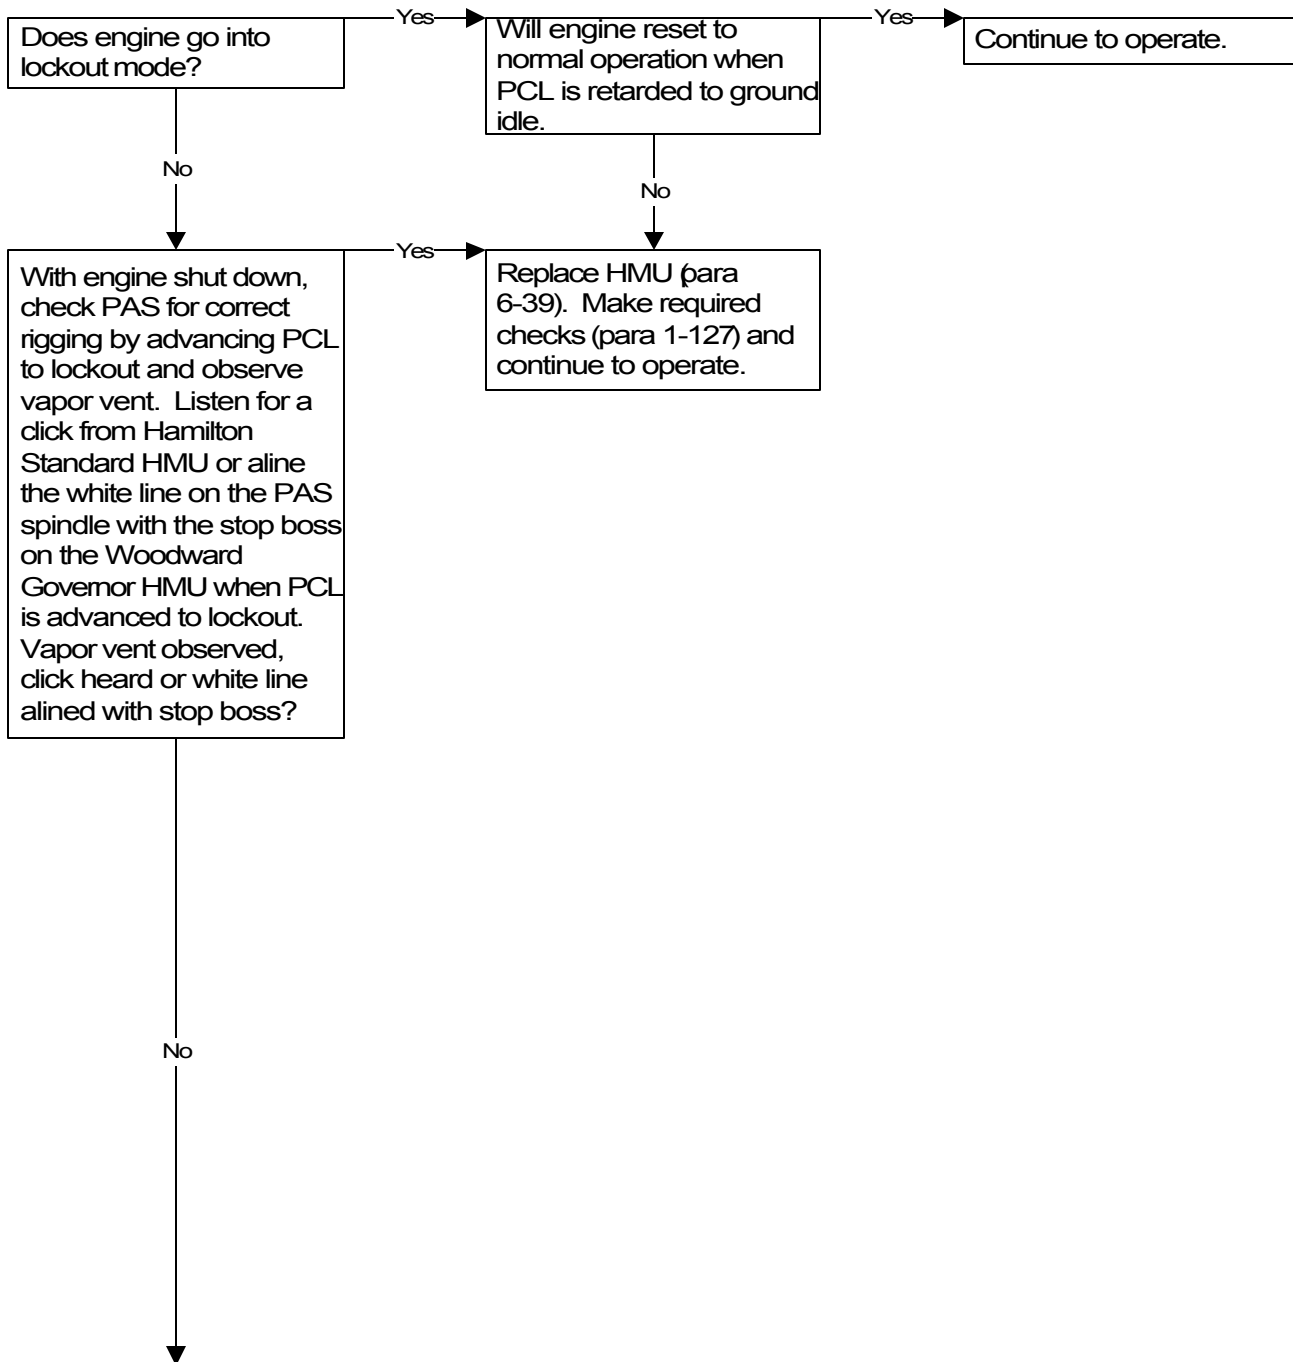 Does engine go into
lockout mode?
Yes
Will engine reset to
normal operation when
PCL is retarded to ground
idle.
Yes
Continue to operate.
No
No
With engine shut down,
check PAS for correct
rigging by advancing PCL
to lockout and observe
vapor vent. Listen for a
click from Hamilton
Standard HMU or aline
the white line on the PAS
spindle with the stop boss
on the Woodward
Governor HMU when PCL
is advanced to lockout.
Vapor vent observed,
click heard or white line
alined with stop boss?
Yes
Replace HMU (para
6-39). Make required
checks (para 1-127) and
continue to operate.
No